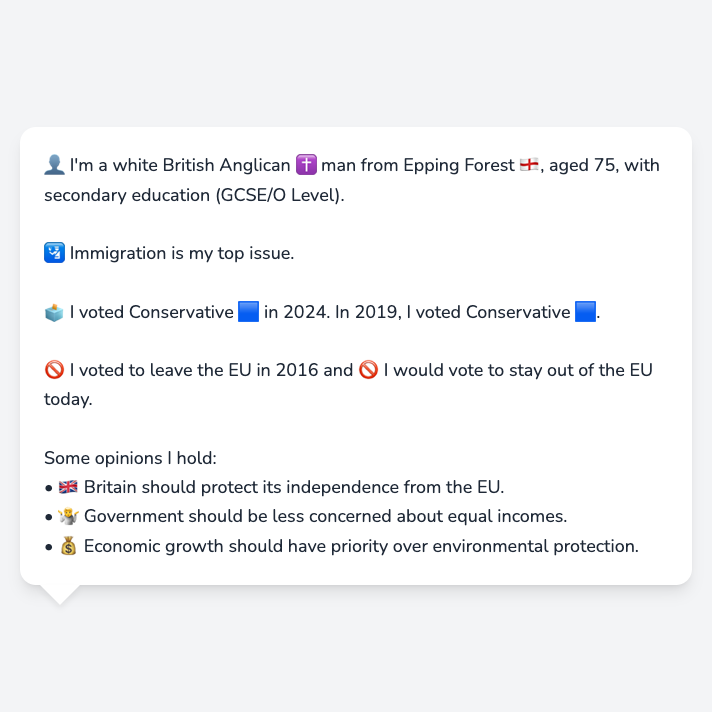 👤 I'm a white British Anglican ✝️ man from Epping Forest 🏴󠁧󠁢󠁥󠁮󠁧󠁿, aged 75, with
secondary education (GCSE/O Level).
🛂 Immigration is my top issue.
🗳️ I voted Conservative 🟦 in 2024. In 2019, I voted Conservative 🟦.
🚫 I voted to leave the EU in 2016 and 🚫 I would vote to stay out of the EU
today.
Some opinions I hold:
• 🇬🇧 Britain should protect its independence from the EU.
• 🤷 Government should be less concerned about equal incomes.
• 💰 Economic growth should have priority over environmental protection.